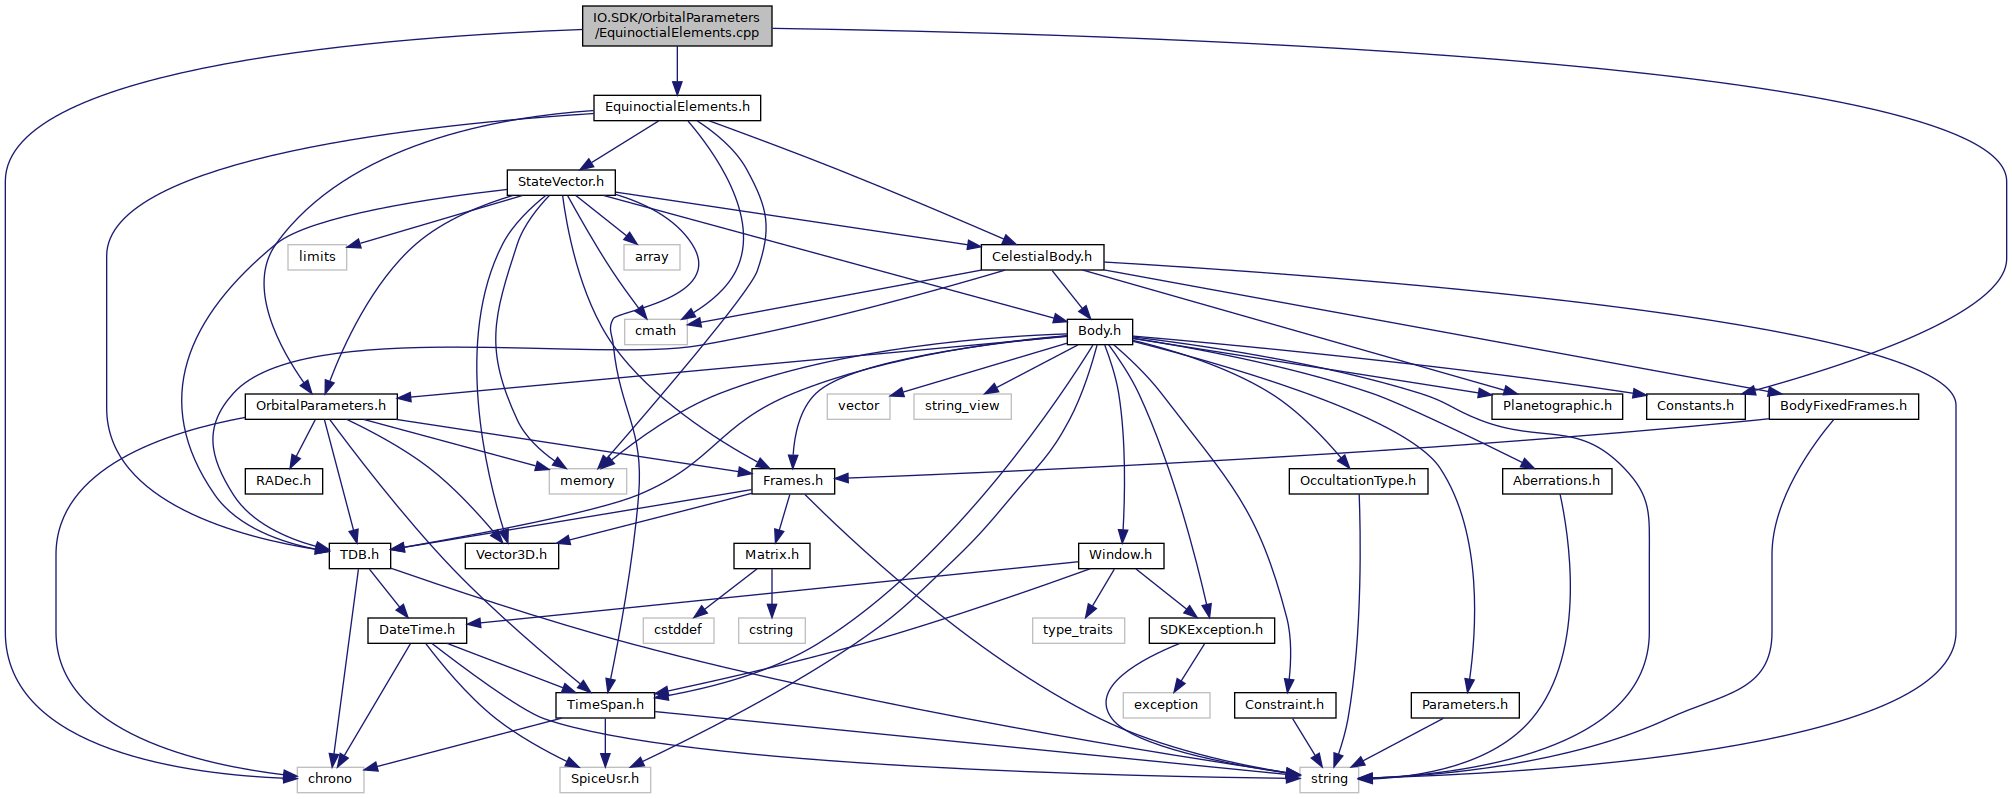 IO.SDK/OrbitalParameters
/EquinoctialElements.cpp
EquinoctialElements.h
StateVector.h
limits
array
CelestialBody.h
cmath
Body.h
OrbitalParameters.h
vector
string_view
Planetographic.h
Constants.h
BodyFixedFrames.h
RADec.h
memory
Frames.h
OccultationType.h
Aberrations.h
TDB.h
Vector3D.h
Matrix.h
Window.h
DateTime.h
cstddef
cstring
type_traits
SDKException.h
TimeSpan.h
exception
Constraint.h
Parameters.h
chrono
SpiceUsr.h
string